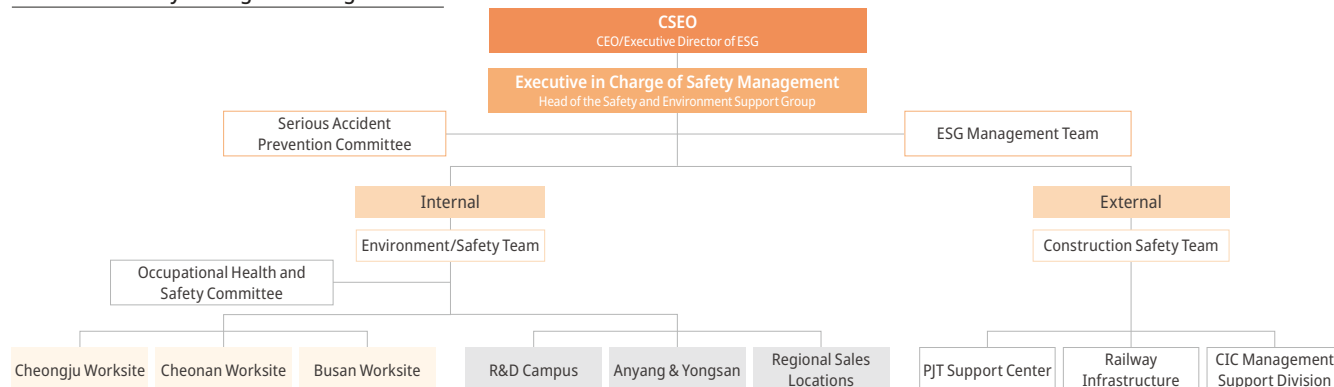 CSEO
CEO/Executive Director of ESG
Executive in Charge of Safety Management
Head of the Safety and Environment Support Group
Serious Accident
Prevention Committee
ESG Management Team
Internal
External
Environment/Safety Team
Construction Safety Team
Occupational Health and
Safety Committee
Cheongju Worksite
Cheonan Worksite
Busan Worksite
R&D Campus
Anyang & Yongsan
Regional Sales
Locations
PJT Support Center
Railway
Infrastructure
CIC Management
Support Division